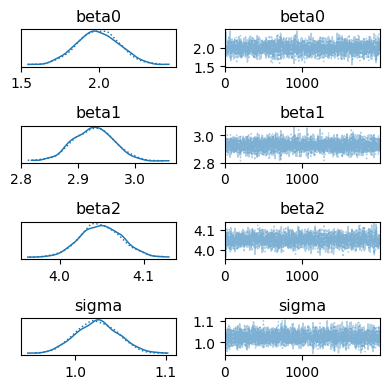 beta0 beta0
2.0
1.5
1.5 2.0 0 1000
beta1 beta1
3.0
2.8
2.8 2.9 3.0 0 1000
beta2 beta2
4.1
4.0
4.0 4.1 0 1000
sigma sigma
1.1
1.0
1.0 1.1 0 1000